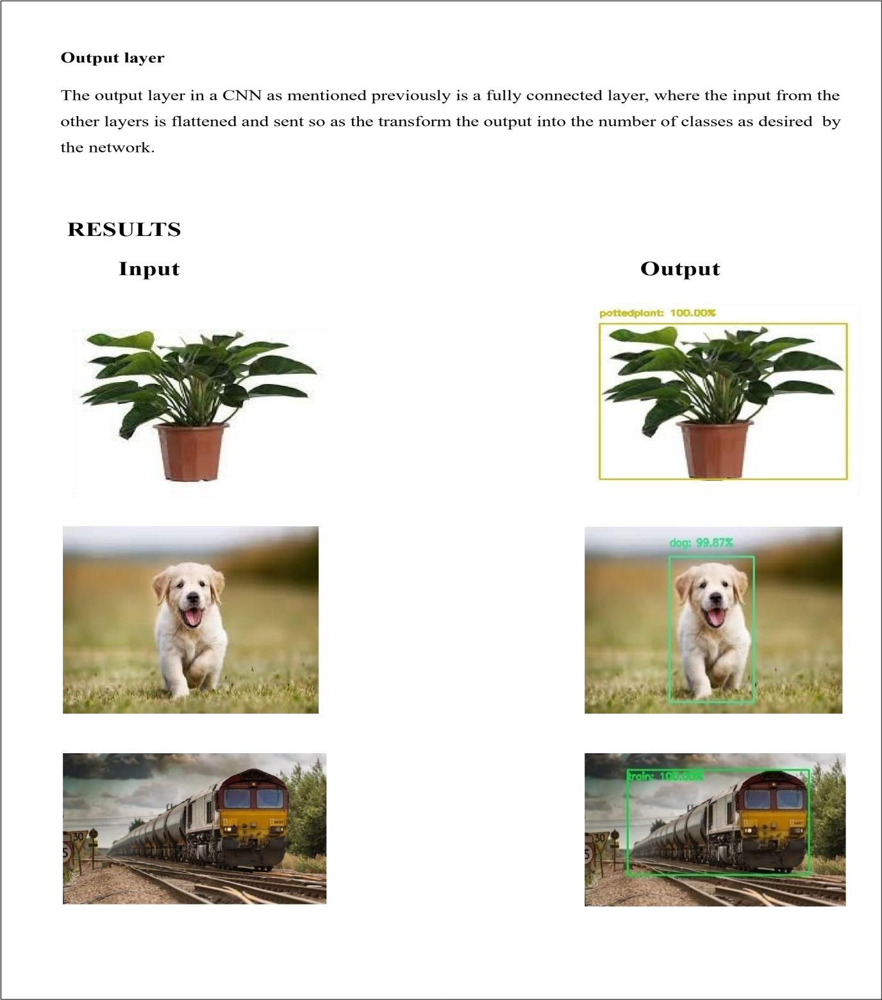 Output layer
The output layer in a CNN as mentioned previously is a fully connected layer, where the input from the
other layers is flattened and sent so as the transform the output into the number of classes as desired by
the network.
RESULTS
Input
Output
pottedplant: 100.00%
dog: 99.87%
30
5
train: 100.00%
30
5